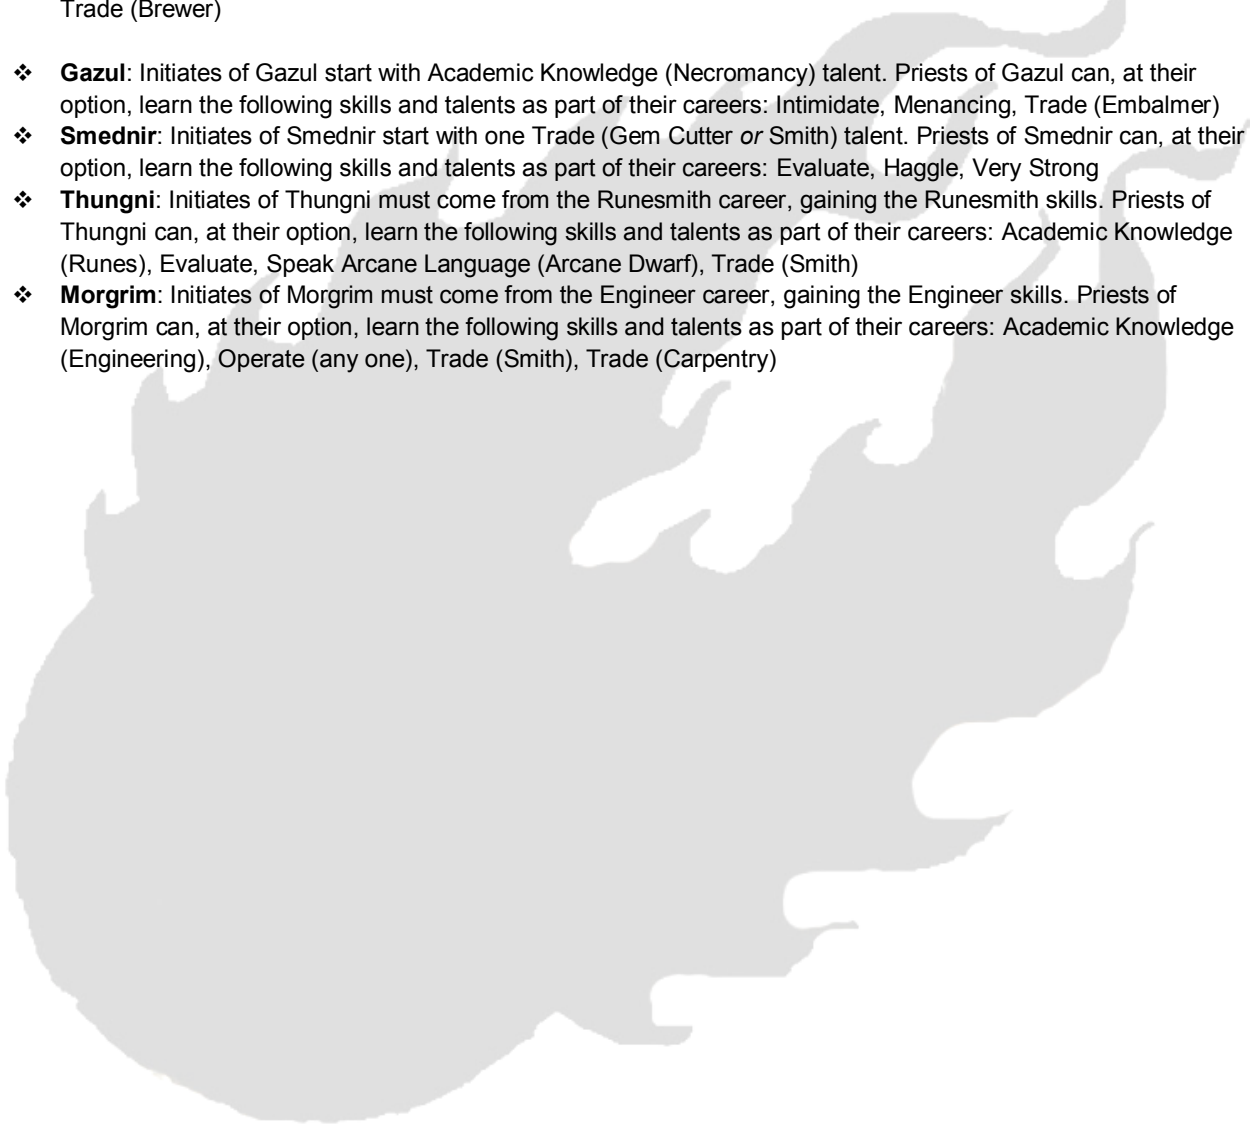 Trade (Brewer)
❖ Gazul: Initiates of Gazul start with Academic Knowledge (Necromancy) talent. Priests of Gazul can, at their
option, learn the following skills and talents as part of their careers: Intimidate, Menancing, Trade (Embalmer)
❖ Smednir: Initiates of Smednir start with one Trade (Gem Cutter or Smith) talent. Priests of Smednir can, at their
option, learn the following skills and talents as part of their careers: Evaluate, Haggle, Very Strong
❖ Thungni: Initiates of Thungni must come from the Runesmith career, gaining the Runesmith skills. Priests of
Thungni can, at their option, learn the following skills and talents as part of their careers: Academic Knowledge
(Runes), Evaluate, Speak Arcane Language (Arcane Dwarf), Trade (Smith)
❖ Morgrim: Initiates of Morgrim must come from the Engineer career, gaining the Engineer skills. Priests of
Morgrim can, at their option, learn the following skills and talents as part of their careers: Academic Knowledge
(Engineering), Operate (any one), Trade (Smith), Trade (Carpentry)